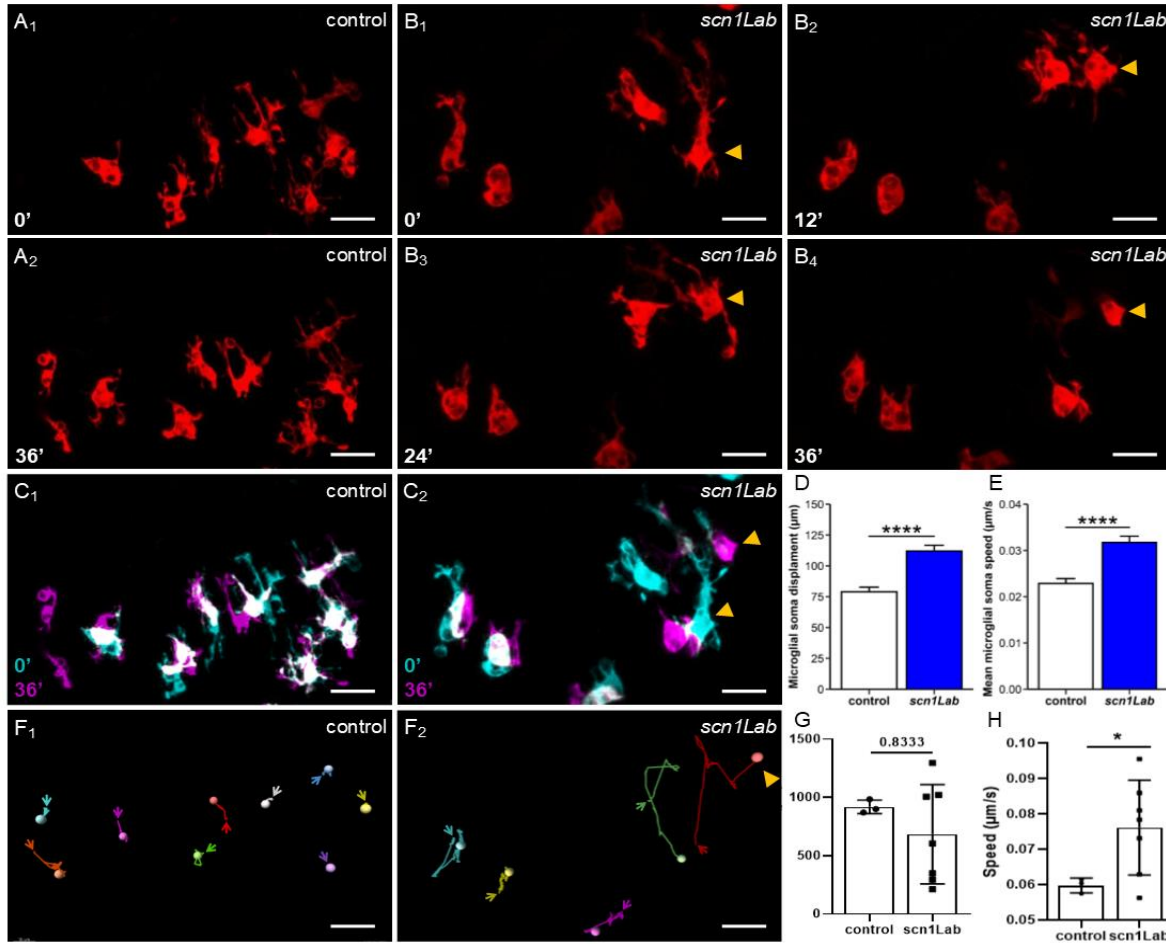 A1 control
B1 scn1Lab
B2 scn1Lab
0’
0’
12’
A2 control
B3 scn1Lab
B4 scn1Lab
36’
24’
36’
C1 control
0’
36’
C2 scn1Lab
0’
36’
D
Microglial soma displament (µm)
150
125
100
75
50
25
0
****
control scn1Lab
E
Mean microglial soma speed (µm/s)
0.04
0.03
0.02
0.01
0.00
****
control scn1Lab
F1 control
F2 scn1Lab
G
1500
1000
500
0
0.8333
control scn1Lab
H
Speed (µm/s)
0.10
0.09
0.08
0.07
0.06
0.05
*
control scn1Lab